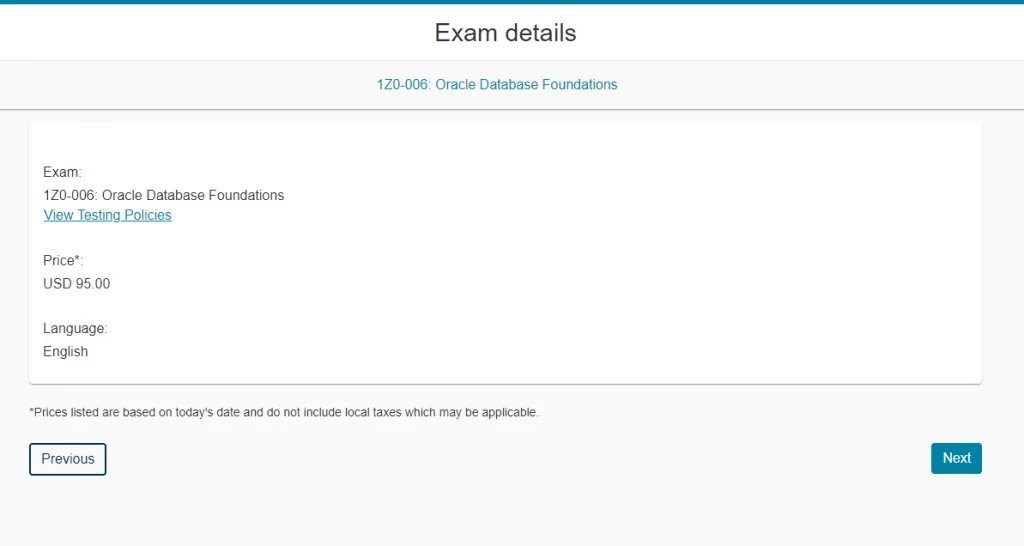 Exam details
1Z0-006: Oracle Database Foundations
Exam:
1Z0-006: Oracle Database Foundations
View Testing Policies
Price*:
USD 95.00
Language:
English
*Prices listed are based on today's date and do not include local taxes which may be applicable.
Previous
Next